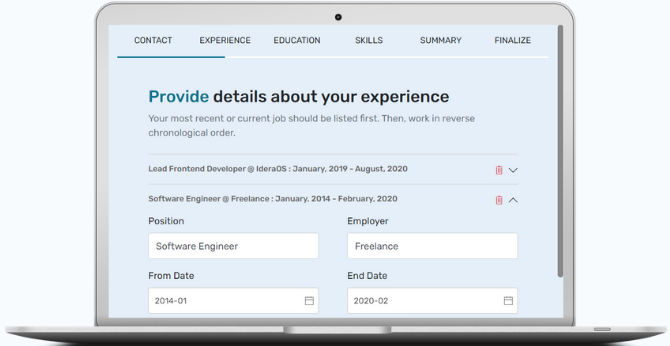 CONTACT EXPERIENCE EDUCATION SKILLS SUMMARY FINALIZE
Provide details about your experience
Your most recent or current job should be listed first. Then, work in reverse
chronological order.
Lead Frontend Developer @ IderaOS : January, 2019 - August, 2020
Software Engineer @ Freelance : January, 2014 - February, 2020
Position Employer
Software Engineer Freelance
From Date End Date
2014-01 2020-02